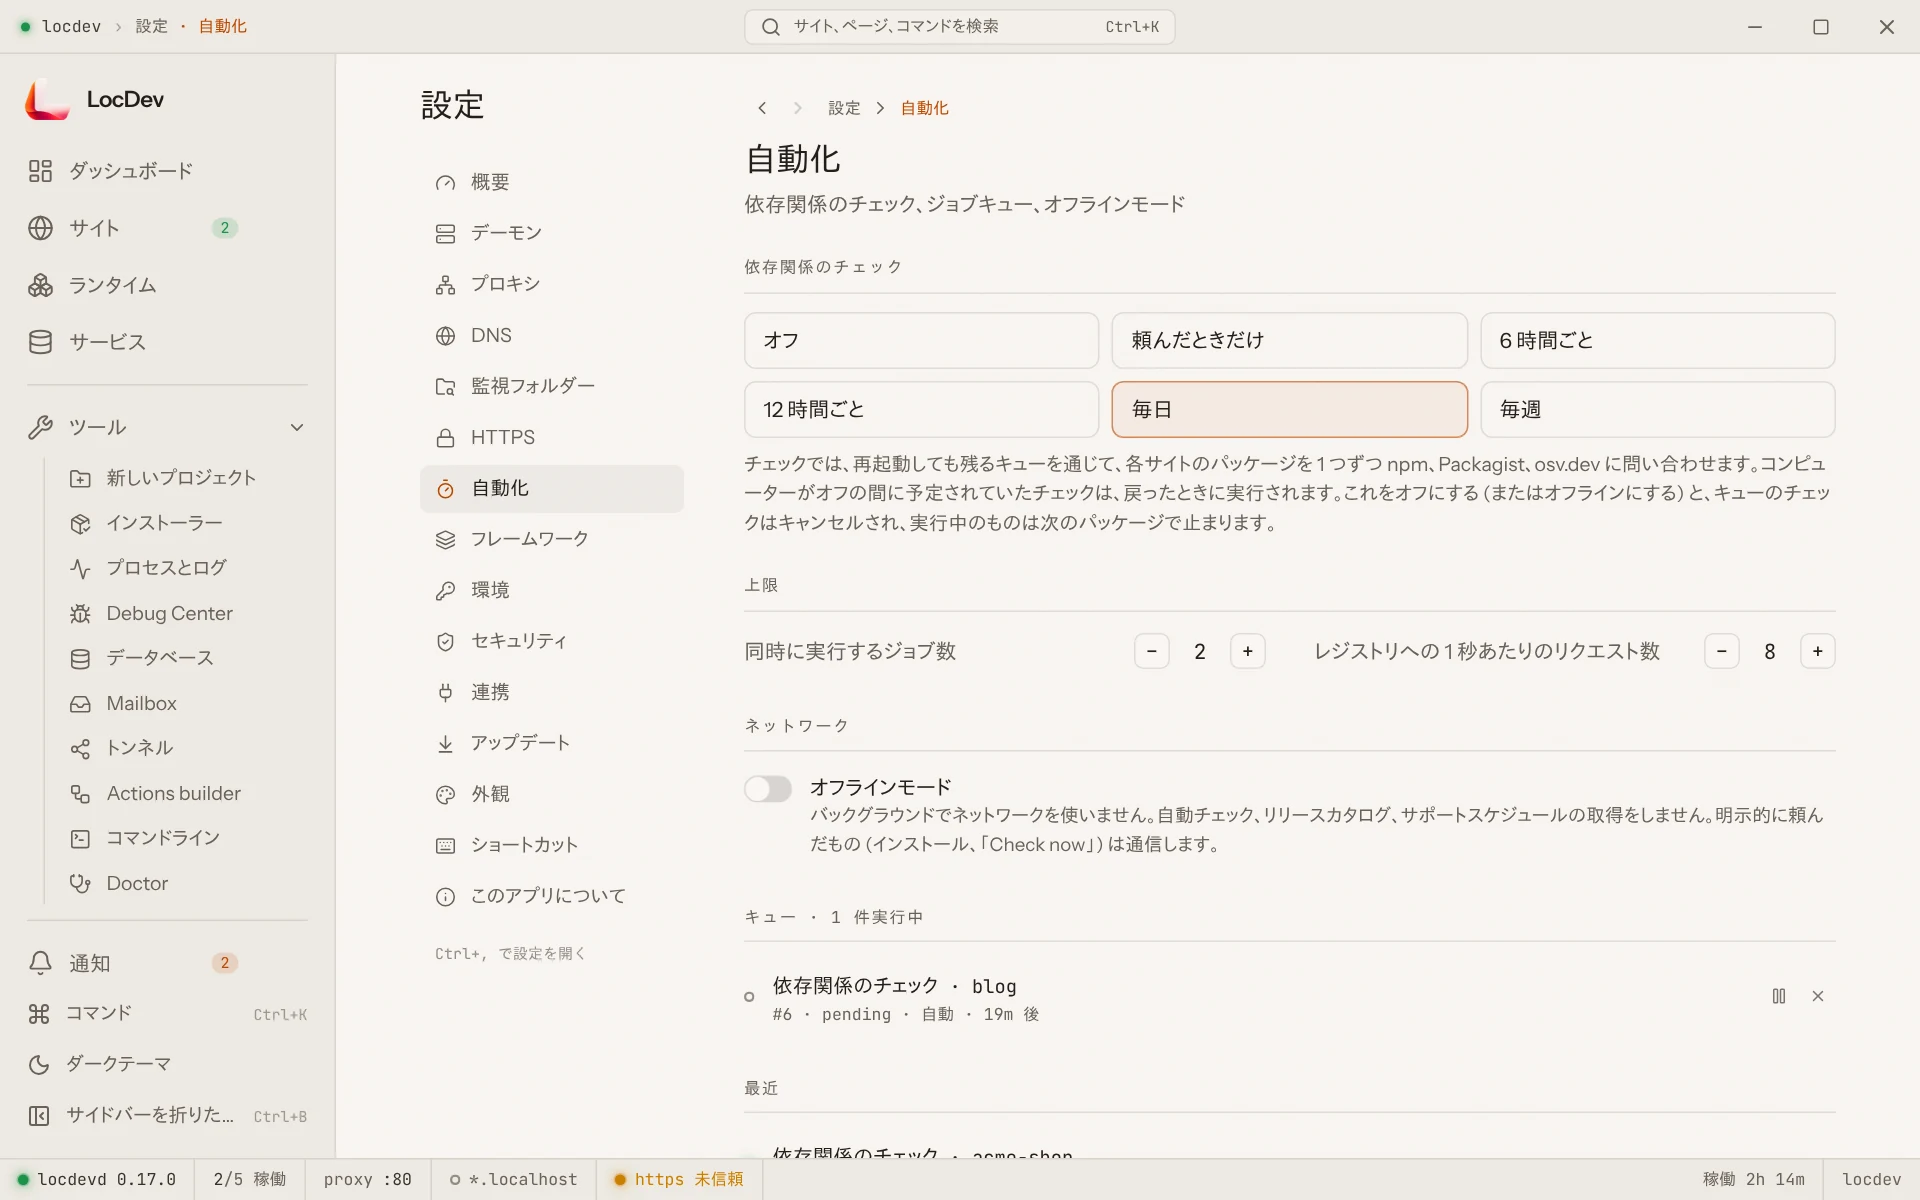 locdev › 設定 · 自動化
サイト、ページ、コマンドを検索 Ctrl+K
LocDev
ダッシュボード
サイト 2
ランタイム
サービス
ツール
新しいプロジェクト
インストーラー
プロセスとログ
Debug Center
データベース
Mailbox
トンネル
Actions builder
コマンドライン
Doctor
通知 2
コマンド Ctrl+K
ダークテーマ
サイドバーを折りた… Ctrl+B
設定
概要
デーモン
プロキシ
DNS
監視フォルダー
HTTPS
自動化
フレームワーク
環境
セキュリティ
連携
アップデート
外観
ショートカット
このアプリについて
Ctrl+, で設定を開く
設定 > 自動化
自動化
依存関係のチェック、ジョブキュー、オフラインモード
依存関係のチェック
オフ
頼んだときだけ
6 時間ごと
12 時間ごと
毎日
毎週
チェックでは、再起動しても残るキューを通じて、各サイトのパッケージを 1 つずつ npm、Packagist、osv.dev に問い合わせます。コンピュ
ーターがオフの間に予定されていたチェックは、戻ったときに実行されます。これをオフにする (またはオフラインにする) と、キューのチェッ
クはキャンセルされ、実行中のものは次のパッケージで止まります。
上限
同時に実行するジョブ数 − 2 +
レジストリへの 1 秒あたりのリクエスト数 − 8 +
ネットワーク
オフラインモード
バックグラウンドでネットワークを使いません。自動チェック、リリースカタログ、サポートスケジュールの取得をしません。明示的に頼ん
だもの (インストール、「Check now」) は通信します。
キュー · 1 件実行中
依存関係のチェック · blog
#6 · pending · 自動 · 19m 後
最近
依存関係のチェック · acme-shop
locdevd 0.17.0
2/5 稼働
proxy :80
*.localhost
https 未信頼
稼働 2h 14m
locdev